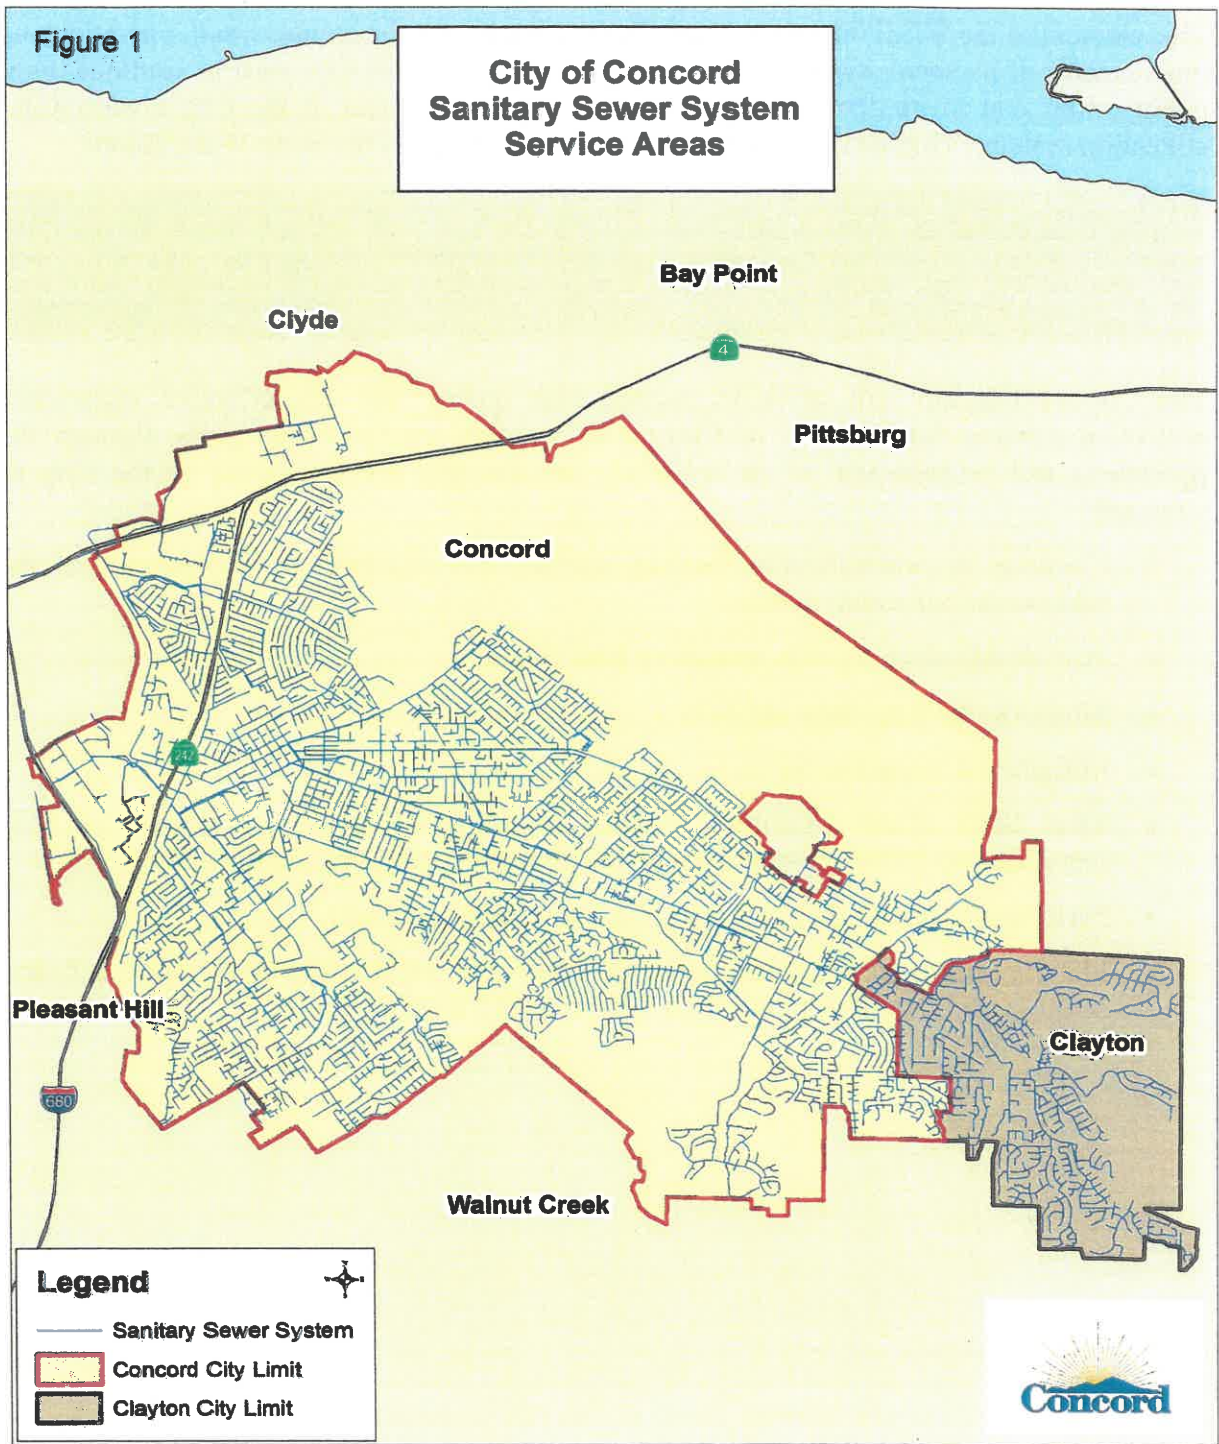 Figure 1
City of Concord
Sanitary Sewer System
Service Areas
Bay Point
Clyde
4
Pittsburg
Concord
242
Pleasant Hill
Clayton
680
Walnut Creek
Legend
Sanitary Sewer System
Concord City Limit
Clayton City Limit
Concord